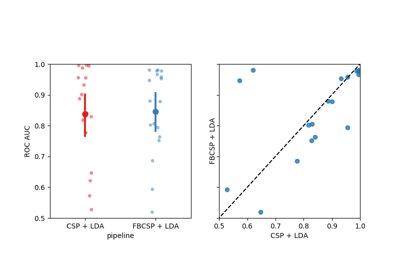 1.0
0.9
0.8
0.7
0.6
0.5
ROC AUC
CSP + LDA
FBCSP + LDA
pipeline
FBCSP + LDA
0.5
0.6
0.7
0.8
0.9
1.0
CSP + LDA